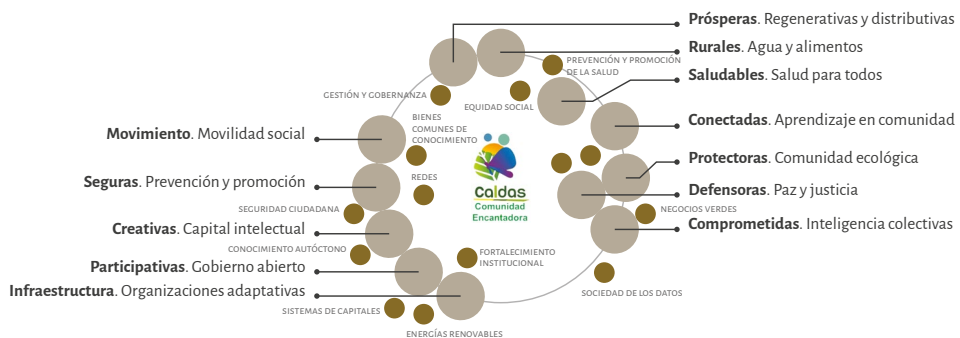 Prósperas. Regenerativas y distributivas
Rurales. Agua y alimentos
PREVENCIÓN Y PROMOCIÓN
DE LA SALUD
Saludables. Salud para todos
GESTIÓN Y GOBERNANZA
EQUIDAD SOCIAL
BIENES
COMUNES DE
CONOCIMIENTO
Conectadas. Aprendizaje en comunidad
Movimiento. Movilidad social
Protectoras. Comunidad ecológica
REDES
Seguras. Prevención y promoción
Caldas
Comunidad
Encantadora
Defensoras. Paz y justicia
SEGURIDAD CIUDADANA
NEGOCIOS VERDES
Creativas. Capital intelectual
Comprometidas. Inteligencia colectivas
CONOCIMIENTO AUTÓCTONO
FORTALECIMIENTO
INSTITUCIONAL
Participativas. Gobierno abierto
Infraestructura. Organizaciones adaptativas
SOCIEDAD DE LOS DATOS
SISTEMAS DE CAPITALES
ENERGÍAS RENOVABLES